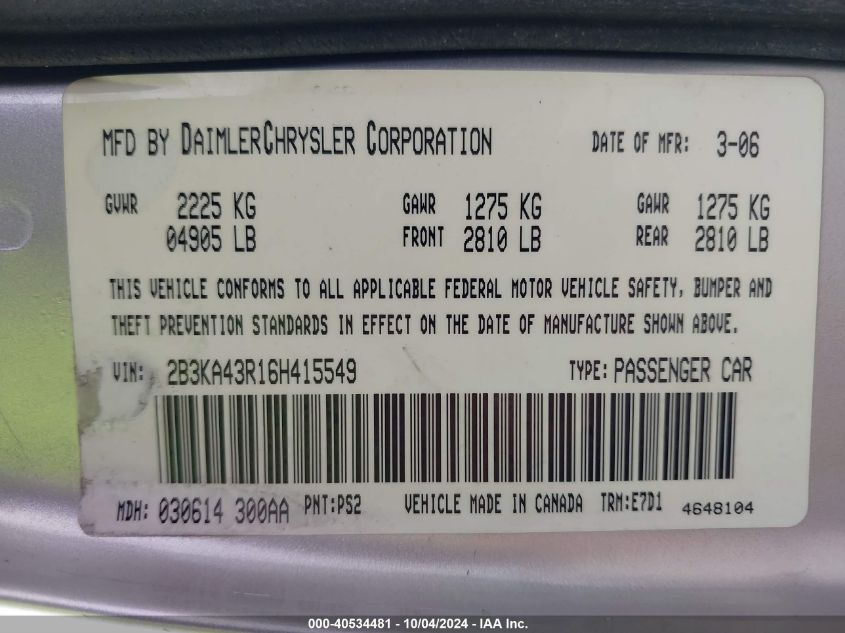 MFD BY DAIMLERCHRYSLER CORPORATION DATE OF MFR: 3-06
GVWR 2225 KG GAWR 1275 KG GAWR 1275 KG
04905 LB FRONT 2810 LB REAR 2810 LB
THIS VEHICLE CONFORMS TO ALL APPLICABLE FEDERAL MOTOR VEHICLE SAFETY, BUMPER AND
THEFT PREVENTION STANDARDS IN EFFECT ON THE DATE OF MANUFACTURE SHOWN ABOVE.
VIN: 2B3KA43R16H415549 TYPE: PASSENGER CAR
MDH: 030614 300AA PNT:PS2 VEHICLE MADE IN CANADA TRM:E7D1 4648104
000-40534481 - 10/04/2024 - IAA Inc.